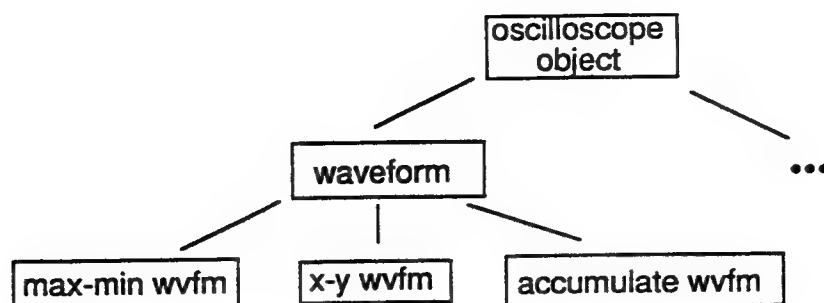 oscilloscope
object
waveform
•••
max-min wvfm
x-y wvfm
accumulate wvfm